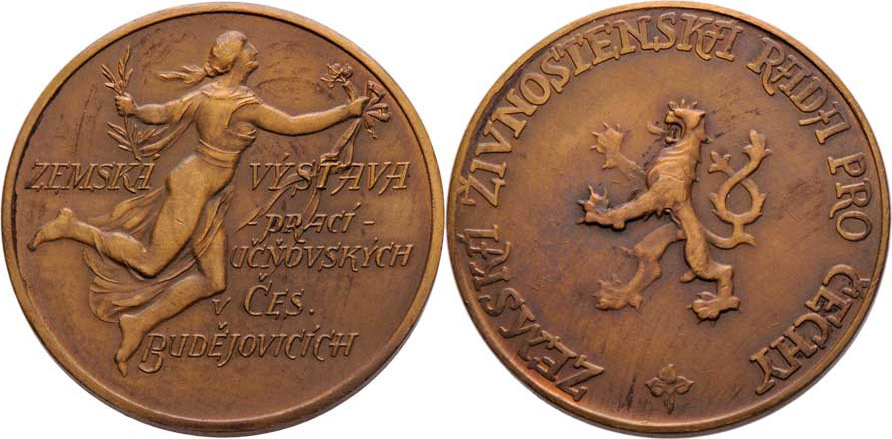 ZEMSKÁ VÝSTAVA
- PRACÍ -
UČŇOVSKÝCH
V ČES.
BUDĚJOVICÍCH
ZEMSKÁ ŽIVNOSTENSKÁ RADA PRO ČECHY